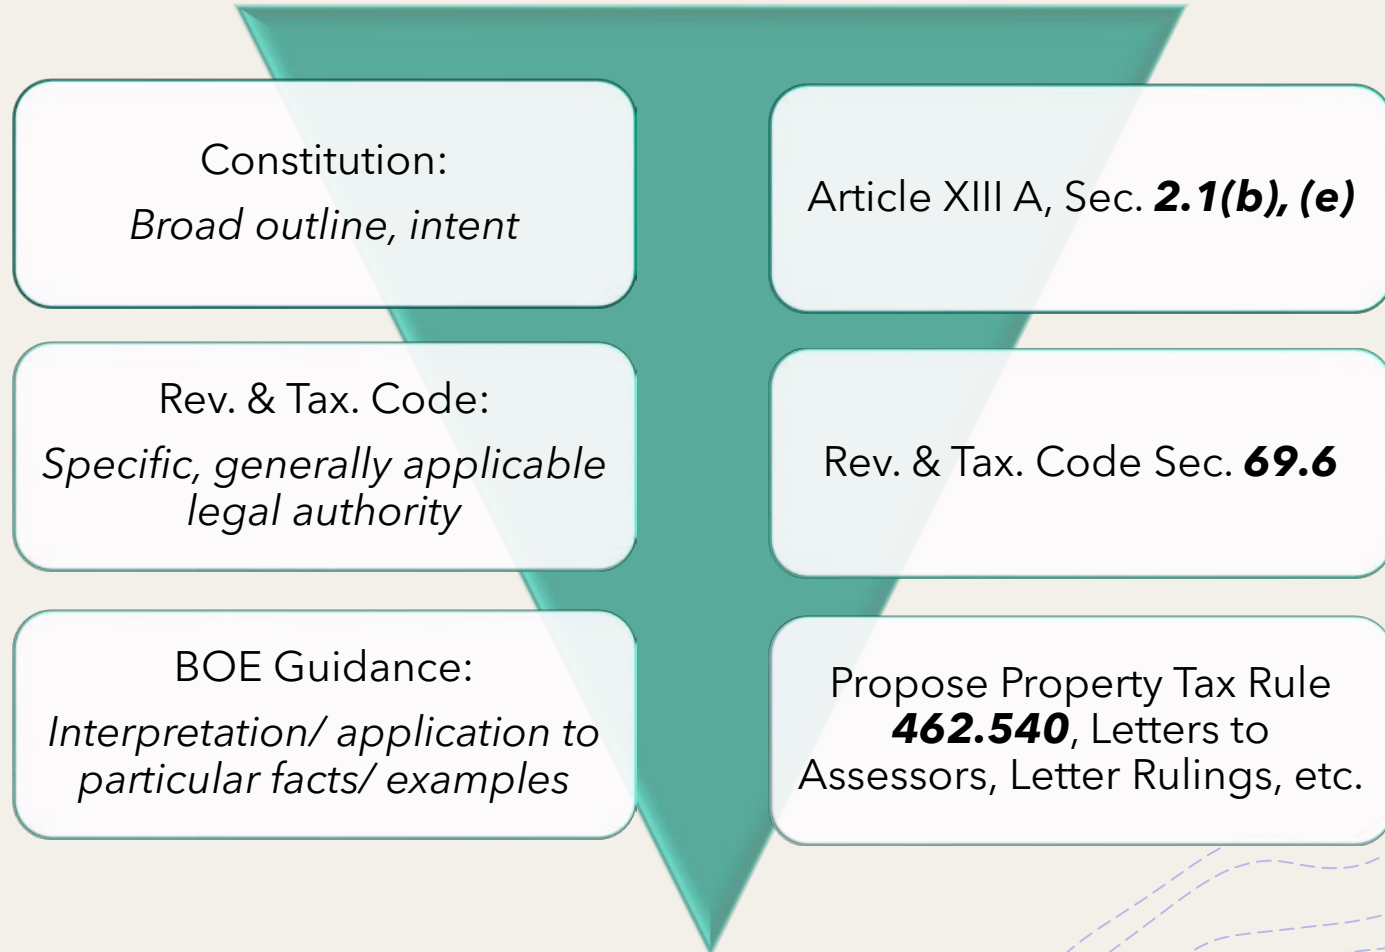 Constitution:
Broad outline, intent
Article XIII A, Sec. 2.1(b), (e)
Rev. & Tax. Code:
Specific, generally applicable
legal authority
Rev. & Tax. Code Sec. 69.6
BOE Guidance:
Interpretation/ application to
particular facts/ examples
Propose Property Tax Rule
462.540, Letters to
Assessors, Letter Rulings, etc.